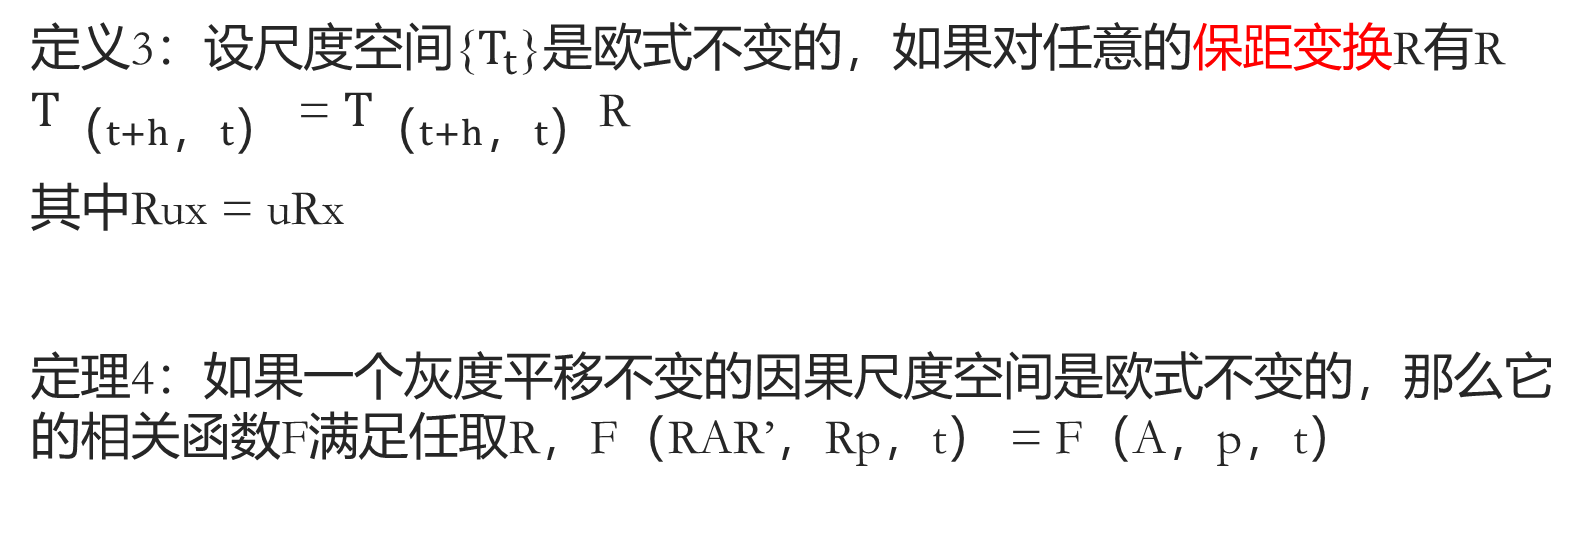 定义3：设尺度空间{Tt}是欧式不变的，如果对任意的保距变换R有R
T（t+h，t） = T（t+h，t）R
其中Rux = uRx
定理4：如果一个灰度平移不变的因果尺度空间是欧式不变的，那么它
的相关函数F满足任取R，F（RAR’，Rp，t） = F（A，p，t）